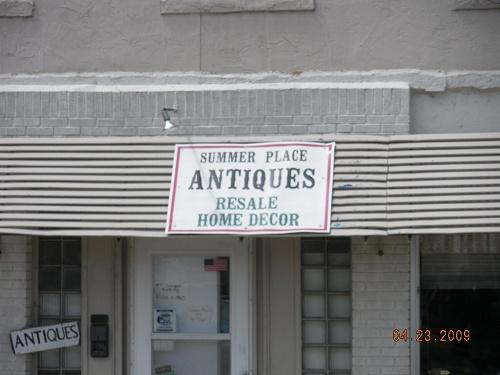 SUMMER PLACE
ANTIQUES
RESALE
HOME DECOR
ANTIQUES
04.23.2009